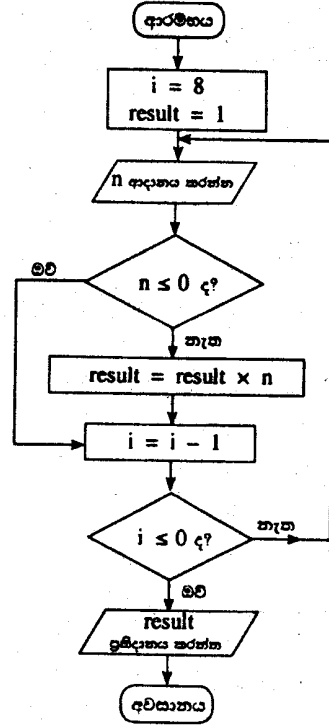 ආරම්භය
i = 8
result = 1
n ආදානය කරන්න
ඔව්
n ≤ 0 ද?
නැත
result = result × n
i = i − 1
i ≤ 0 ද?
නැත
ඔව්
result
ප්‍රතිදානය කරන්න
අවසානය